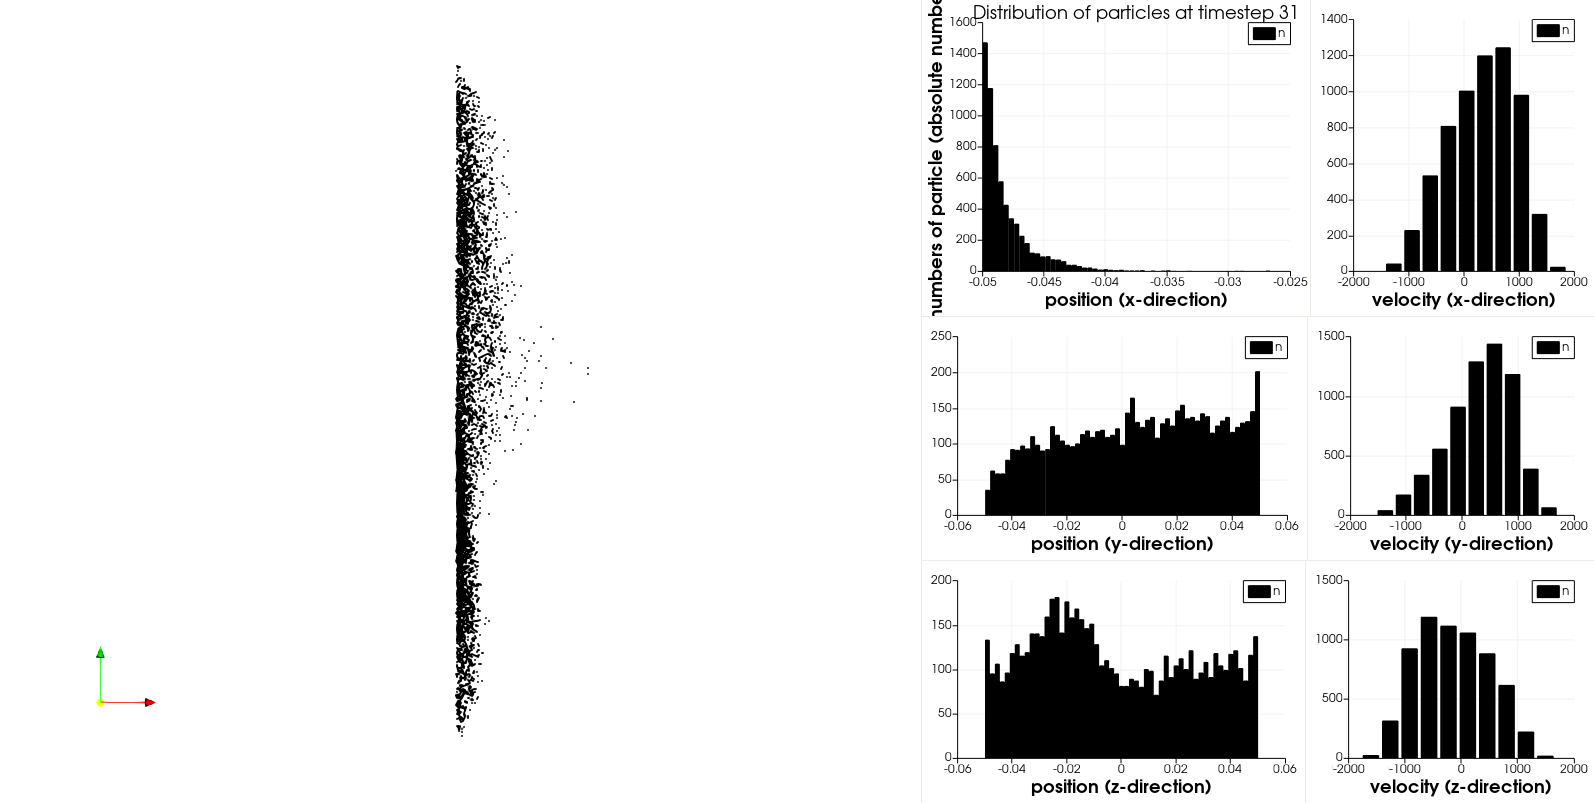 Distribution of particles at timestep 31
numbers of particle (absolute numbe
1600
1400
1200
1000
800
600
400
200
0
n
-0.05 -0.045 -0.04 -0.035 -0.03 -0.025
position (x-direction)
1400
1200
1000
800
600
400
200
0
n
-2000 -1000 0 1000 2000
velocity (x-direction)
250
200
150
100
50
0
n
-0.06 -0.04 -0.02 0 0.02 0.04 0.06
position (y-direction)
1500
1000
500
0
n
-2000 -1000 0 1000 2000
velocity (y-direction)
200
150
100
50
0
n
-0.06 -0.04 -0.02 0 0.02 0.04 0.06
position (z-direction)
1500
1000
500
0
n
-2000 -1000 0 1000 2000
velocity (z-direction)